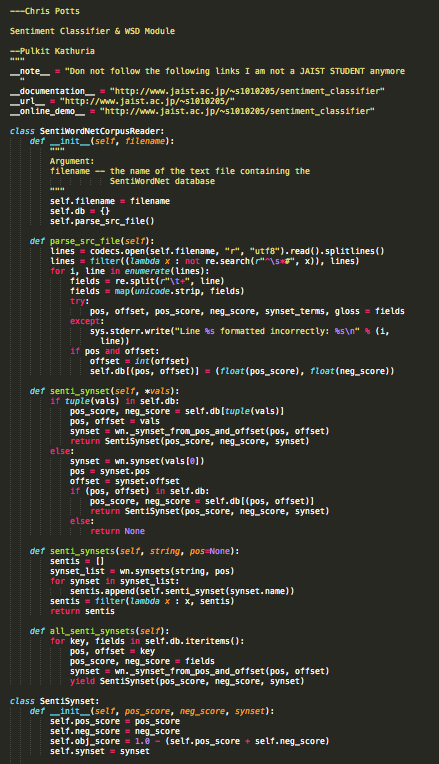 ---Chris Potts
Sentiment Classifier & WSD Module
--Pulkit Kathuria
"""
__note__ = "Don not follow the following links I am not a JAIST STUDENT anymore
"
__documentation__ = "http://www.jaist.ac.jp/~s1010205/sentiment_classifier"
__url__ = "http://www.jaist.ac.jp/~s1010205/"
__online_demo__ = "http://www.jaist.ac.jp/~s1010205/sentiment_classifier"
class SentiWordNetCorpusReader:
def __init__(self, filename):
"""
Argument:
filename -- the name of the text file containing the
SentiWordNet database
"""
self.filename = filename
self.db = {}
self.parse_src_file()
def parse_src_file(self):
lines = codecs.open(self.filename, "r", "utf8").read().splitlines()
lines = filter((lambda x : not re.search(r"^\s*#", x)), lines)
for i, line in enumerate(lines):
fields = re.split(r"\t+", line)
fields = map(unicode.strip, fields)
try:
pos, offset, pos_score, neg_score, synset_terms, gloss = fields
except:
sys.stderr.write("Line %s formatted incorrectly: %s\n" % (i,
line))
if pos and offset:
offset = int(offset)
self.db[(pos, offset)] = (float(pos_score), float(neg_score))
def senti_synset(self, *vals):
if tuple(vals) in self.db:
pos_score, neg_score = self.db[tuple(vals)]
pos, offset = vals
synset = wn._synset_from_pos_and_offset(pos, offset)
return SentiSynset(pos_score, neg_score, synset)
else:
synset = wn.synset(vals[0])
pos = synset.pos
offset = synset.offset
if (pos, offset) in self.db:
pos_score, neg_score = self.db[(pos, offset)]
return SentiSynset(pos_score, neg_score, synset)
else:
return None
def senti_synsets(self, string, pos=None):
sentis = []
synset_list = wn.synsets(string, pos)
for synset in synset_list:
sentis.append(self.senti_synset(synset.name))
sentis = filter(lambda x : x, sentis)
return sentis
def all_senti_synsets(self):
for key, fields in self.db.iteritems():
pos, offset = key
pos_score, neg_score = fields
synset = wn._synset_from_pos_and_offset(pos, offset)
yield SentiSynset(pos_score, neg_score, synset)
class SentiSynset:
def __init__(self, pos_score, neg_score, synset):
self.pos_score = pos_score
self.neg_score = neg_score
self.obj_score = 1.0 - (self.pos_score + self.neg_score)
self.synset = synset